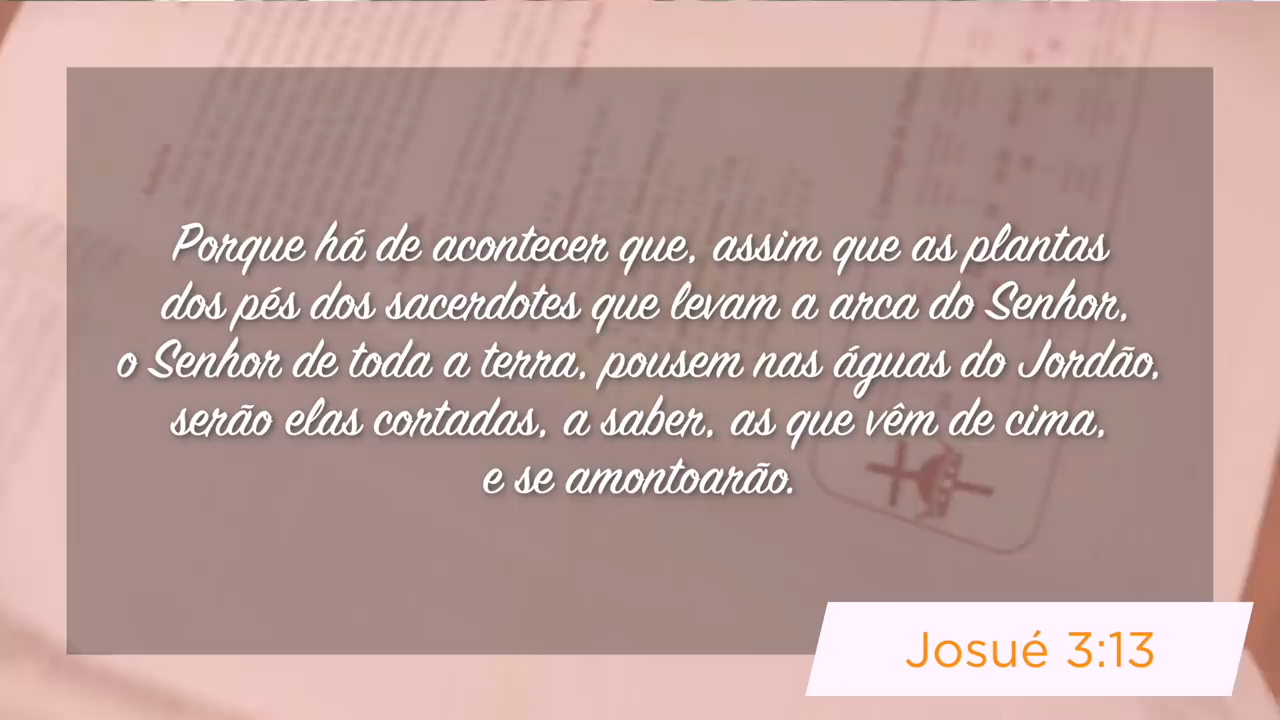 Porque há de acontecer que, assim que as plantas
dos pés dos sacerdotes que levam a arca do Senhor,
o Senhor de toda a terra, pousem nas águas do Jordão,
serão elas cortadas, a saber, as que vêm de cima,
e se amontoarão.
Josué 3:13